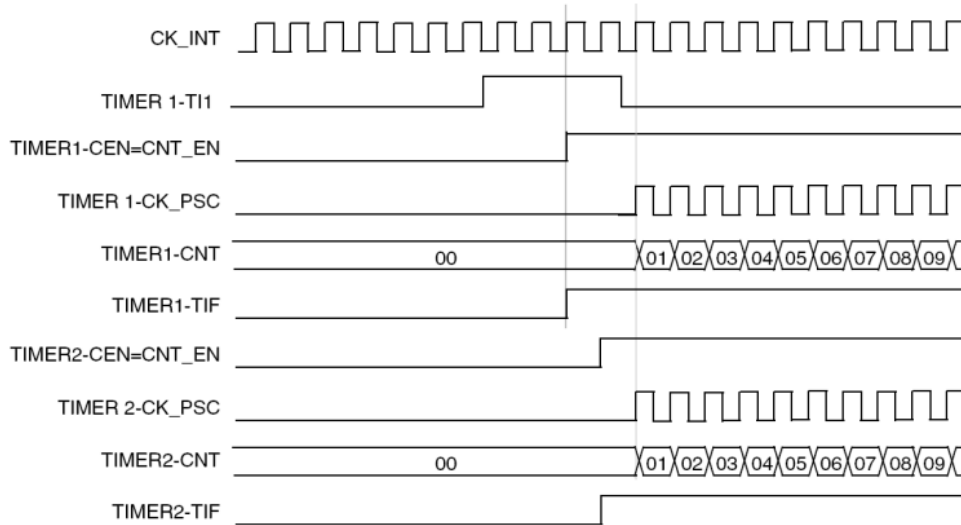 CK_INT
TIMER 1-TI1
TIMER1-CEN=CNT_EN
TIMER 1-CK_PSC
TIMER1-CNT 00 01 02 03 04 05 06 07 08 09
TIMER1-TIF
TIMER2-CEN=CNT_EN
TIMER 2-CK_PSC
TIMER2-CNT 00 01 02 03 04 05 06 07 08 09
TIMER2-TIF